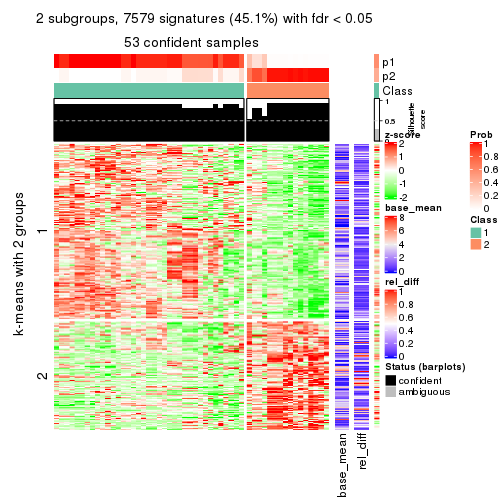 2 subgroups, 7579 signatures (45.1%) with fdr < 0.05
53 confident samples
p1
p2
Class
1
0.5
0
Silhouette
score
k-means with 2 groups
1
2
base_mean
rel_diff
z-score
2
1
0
-1
-2
base_mean
8
6
4
2
0
rel_diff
1
0.8
0.6
0.4
0.2
0
Status (barplots)
confident
ambiguous
Prob
1
0.8
0.6
0.4
0.2
0
Class
1
2